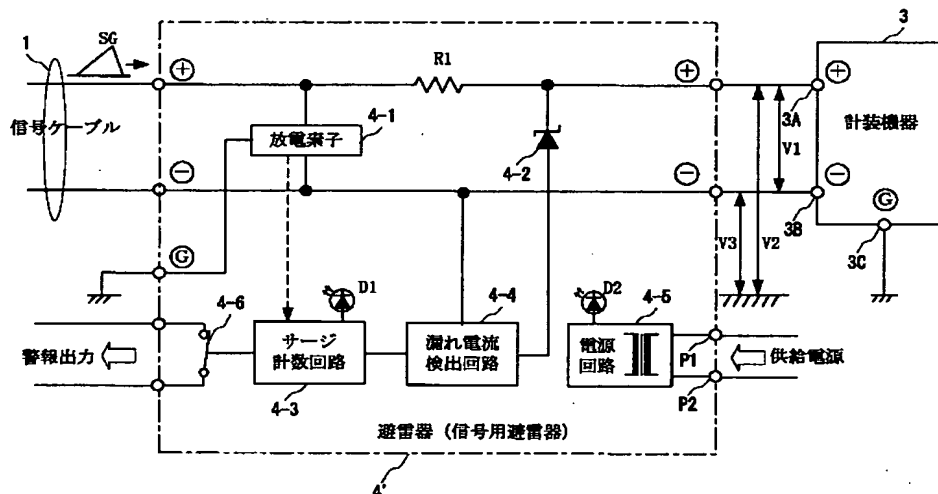 1
SG
⊕
R1
⊕
3
3A
⊕
信号ケーブル
放電素子
4-1
4-2
V1
計装機器
⊖
⊖
3B
⊖
Ⓖ
Ⓖ
V3
V2
3C
D1
4-4
D2
4-5
4-6
警報出力
サージ
計数回路
漏れ電流
検出回路
電源
回路
P1
供給電源
P2
4-3
避雷器（信号用避雷器）
4'